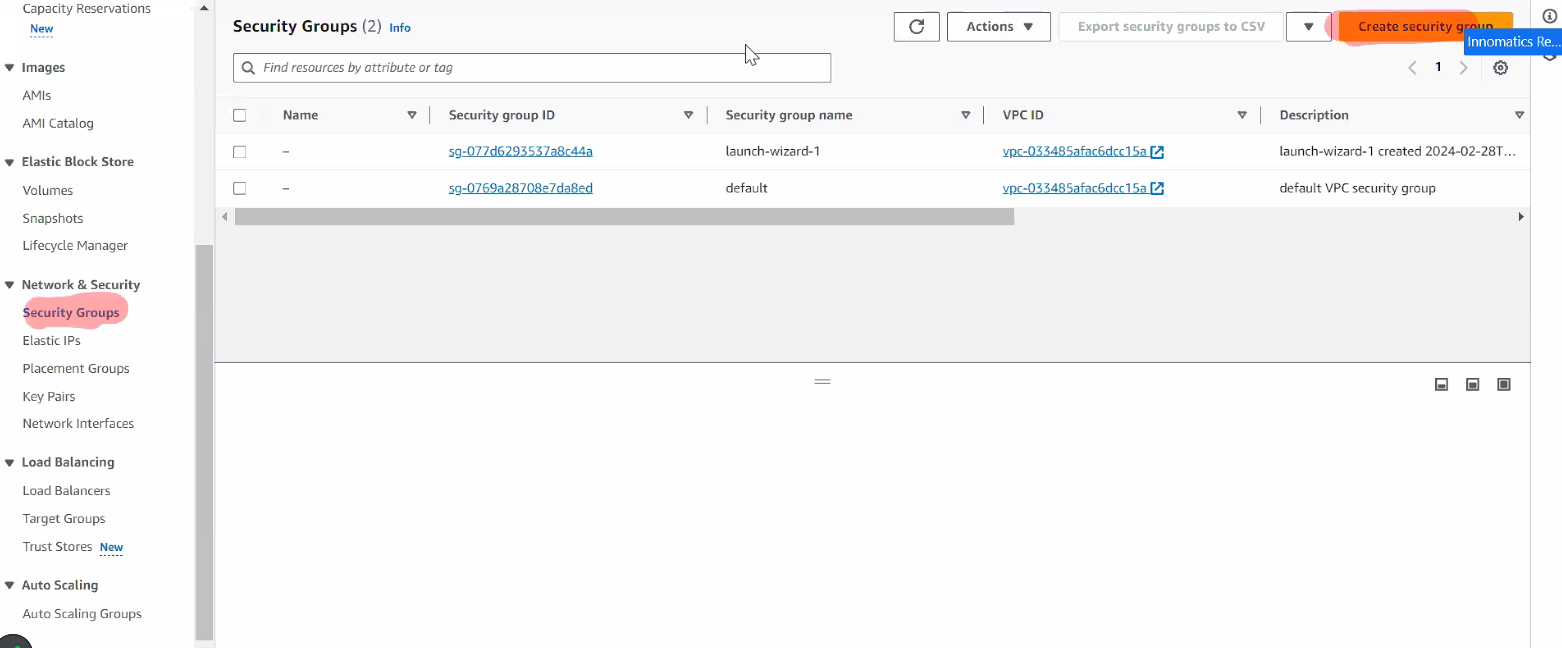 Capacity Reservations
New
Images
AMIs
AMI Catalog
Elastic Block Store
Volumes
Snapshots
Lifecycle Manager
Network & Security
Security Groups
Elastic IPs
Placement Groups
Key Pairs
Network Interfaces
Load Balancing
Load Balancers
Target Groups
Trust Stores New
Auto Scaling
Auto Scaling Groups
Security Groups (2) Info
Actions Export security groups to CSV Create security group
Innomatics Re...
Find resources by attribute or tag
1
Name Security group ID Security group name VPC ID Description
– sg-077d6293537a8c44a launch-wizard-1 vpc-033485afac6dcc15a launch-wizard-1 created 2024-02-28T...
– sg-0769a28708e7da8ed default vpc-033485afac6dcc15a default VPC security group